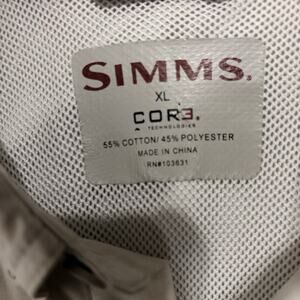 SIMMS.
XL
COR3.
TECHNOLOGIES
55% COTTON/ 45% POLYESTER
MADE IN CHINA
RN#103631